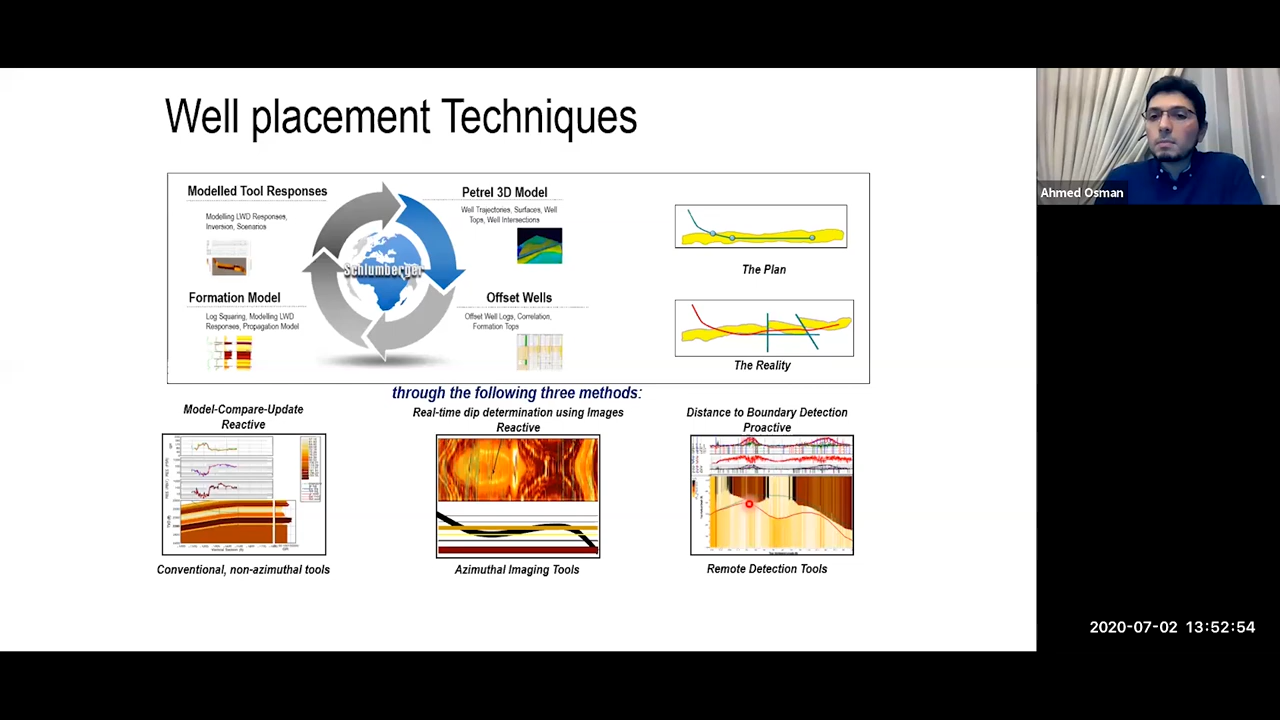 Well placement Techniques
Modelled Tool Responses
Modelling LWD Responses,
Inversion, Scenarios
Petrel 3D Model
Well Trajectories, Surfaces, Well
Tops, Well Intersections
Schlumberger
Formation Model
Log Squaring, Modelling LWD
Responses, Propagation Model
Offset Wells
Offset Well Logs, Correlation,
Formation Tops
The Plan
The Reality
through the following three methods:
Model-Compare-Update
Reactive
Real-time dip determination using Images
Reactive
Distance to Boundary Detection
Proactive
Conventional, non-azimuthal tools
Azimuthal Imaging Tools
Remote Detection Tools
Ahmed Osman
2020-07-02 13:52:54